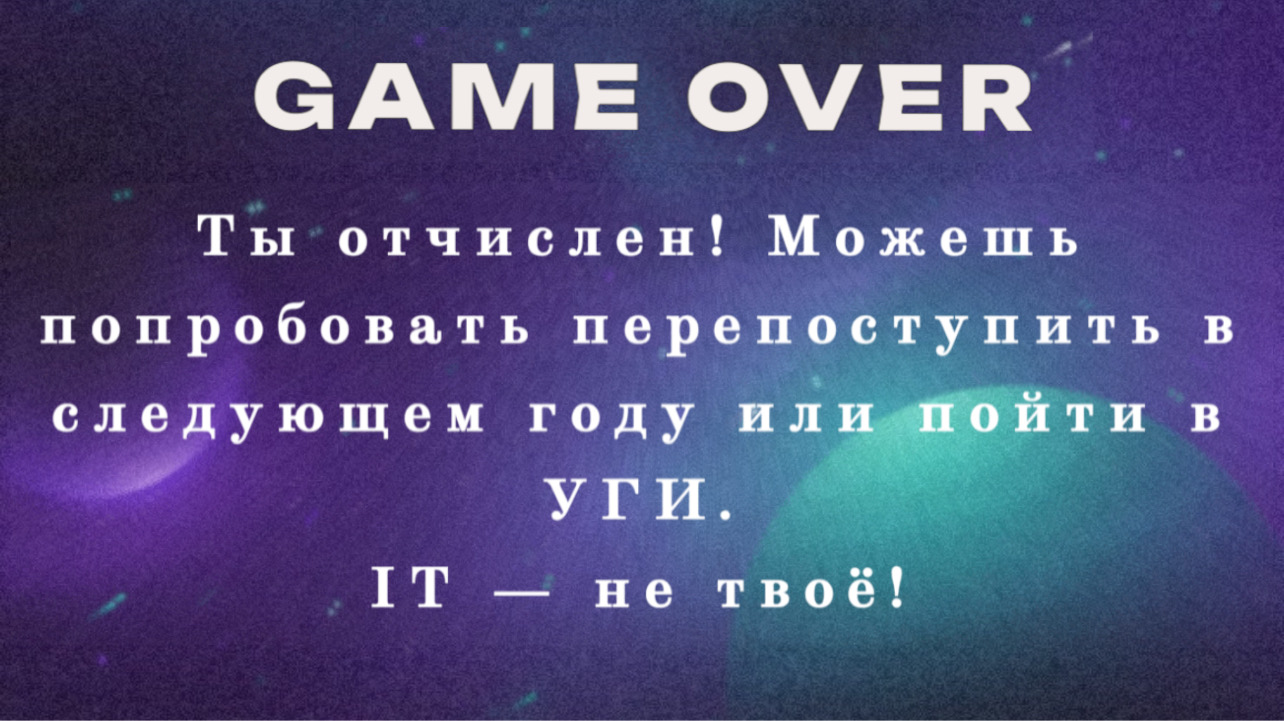 GAME OVER
Ты отчислен! Можешь
попробовать перепоступить в
следующем году или пойти в
УГИ.
IT — не твоё!